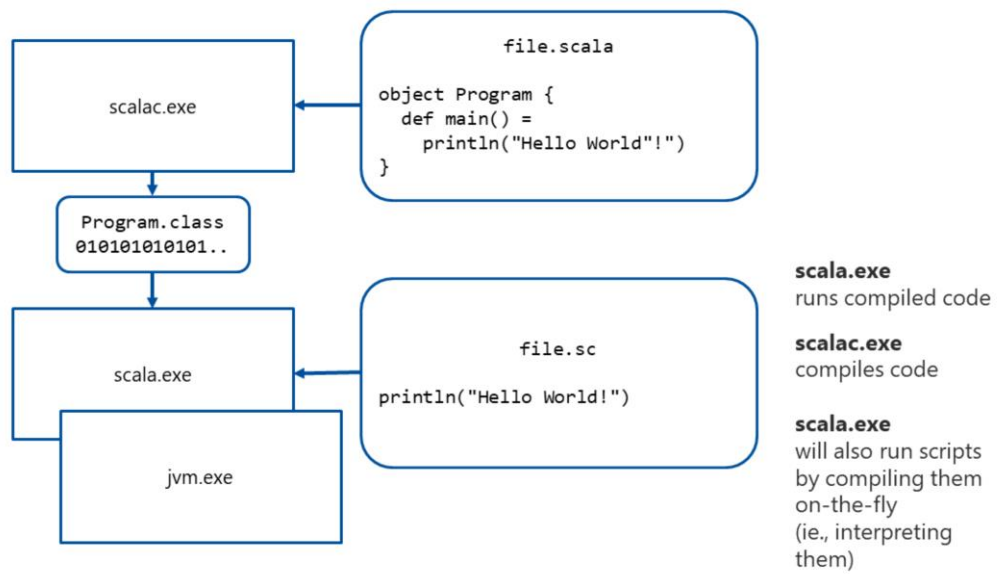 file.scala
object Program {
  def main() =
    println("Hello World"!")
}
scalac.exe
Program.class
010101010101..
scala.exe
jvm.exe
file.sc
println("Hello World!")
scala.exe
runs compiled code
scalac.exe
compiles code
scala.exe
will also run scripts
by compiling them
on-the-fly
(ie., interpreting
them)